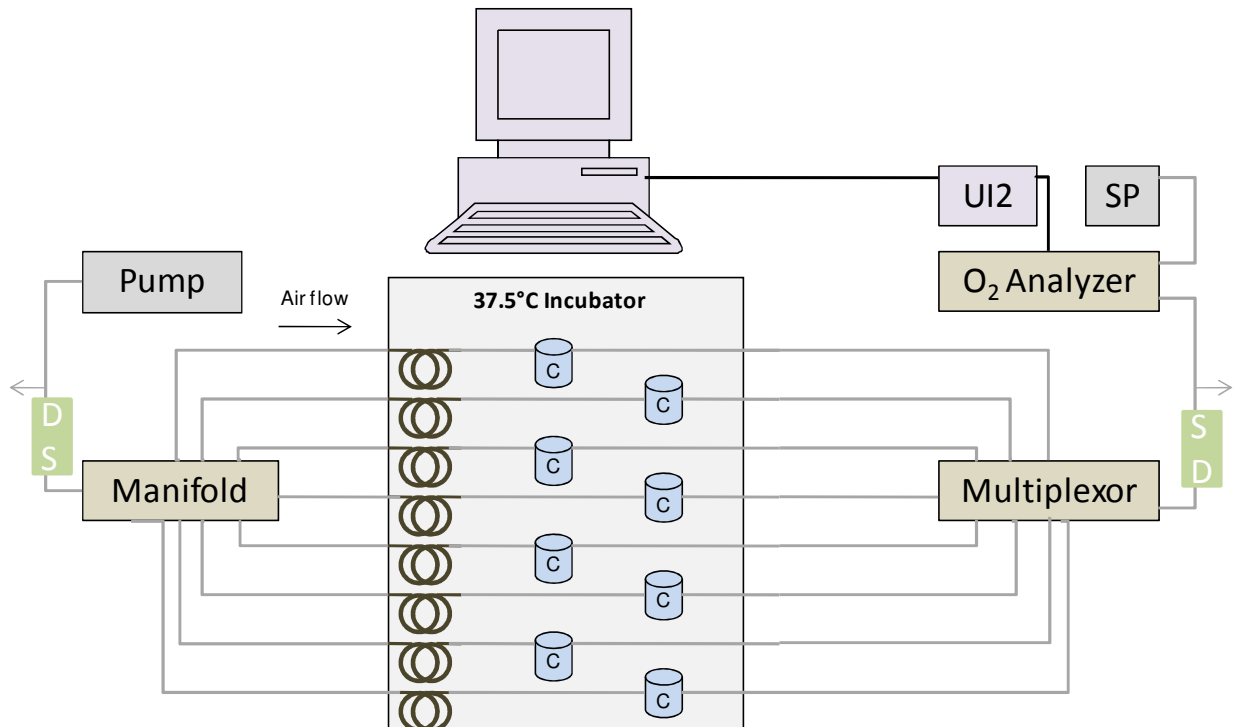 UI2
SP
Pump
O₂ Analyzer
Air flow
37.5°C Incubator
C
C
D
S
S
D
Manifold
C
C
Multiplexor
C
C
C
C